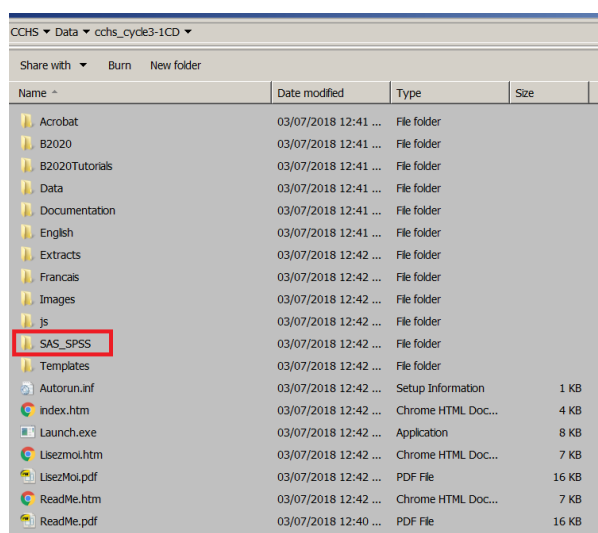 CCHS ▾ Data ▾ cchs_cycle3-1CD ▾
Share with ▾ Burn New folder
Name Date modified Type Size
Acrobat 03/07/2018 12:41 ... File folder
B2020 03/07/2018 12:41 ... File folder
B2020Tutorials 03/07/2018 12:41 ... File folder
Data 03/07/2018 12:41 ... File folder
Documentation 03/07/2018 12:41 ... File folder
English 03/07/2018 12:41 ... File folder
Extracts 03/07/2018 12:42 ... File folder
Francais 03/07/2018 12:42 ... File folder
Images 03/07/2018 12:42 ... File folder
js 03/07/2018 12:42 ... File folder
SAS_SPSS 03/07/2018 12:42 ... File folder
Templates 03/07/2018 12:42 ... File folder
Autorun.inf 03/07/2018 12:42 ... Setup Information 1 KB
index.htm 03/07/2018 12:42 ... Chrome HTML Doc... 4 KB
Launch.exe 03/07/2018 12:42 ... Application 8 KB
Lisezmoi.htm 03/07/2018 12:42 ... Chrome HTML Doc... 7 KB
LisezMoi.pdf 03/07/2018 12:42 ... PDF File 16 KB
ReadMe.htm 03/07/2018 12:42 ... Chrome HTML Doc... 7 KB
ReadMe.pdf 03/07/2018 12:40 ... PDF File 16 KB